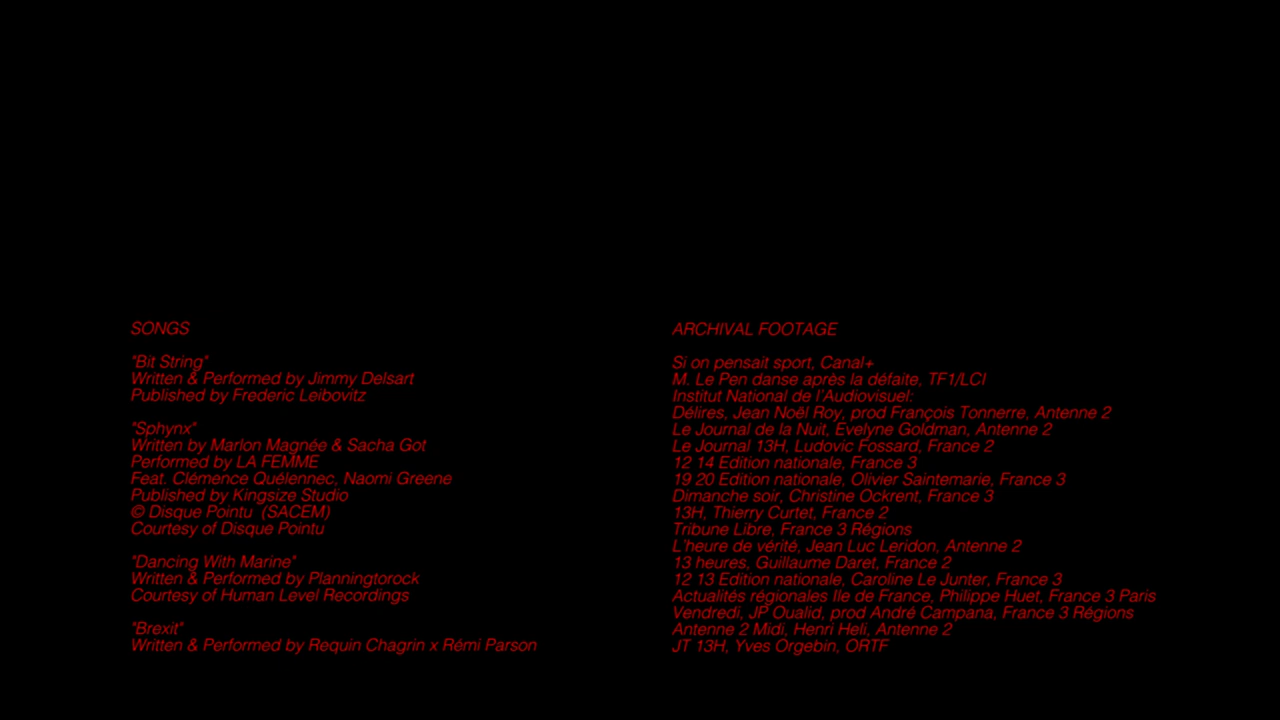 SONGS
"Bit String"
Written & Performed by Jimmy Delsart
Published by Frederic Leibovitz
"Sphynx"
Written by Marlon Magnée & Sacha Got
Performed by LA FEMME
Feat. Clémence Quélennec, Naomi Greene
Published by Kingsize Studio
© Disque Pointu (SACEM)
Courtesy of Disque Pointu
"Dancing With Marine"
Written & Performed by Planningtorock
Courtesy of Human Level Recordings
"Brexit"
Written & Performed by Requin Chagrin x Rémi Parson
ARCHIVAL FOOTAGE
Si on pensait sport, Canal+
M. Le Pen danse après la défaite, TF1/LCI
Institut National de l'Audiovisuel:
Délires, Jean Noël Roy, prod François Tonnerre, Antenne 2
Le Journal de la Nuit, Evelyne Goldman, Antenne 2
Le Journal 13H, Ludovic Fossard, France 2
12 14 Edition nationale, France 3
19 20 Edition nationale, Olivier Saintemarie, France 3
Dimanche soir, Christine Ockrent, France 3
13H, Thierry Curtet, France 2
Tribune Libre, France 3 Régions
L'heure de vérité, Jean Luc Leridon, Antenne 2
13 heures, Guillaume Daret, France 2
12 13 Edition nationale, Caroline Le Junter, France 3
Actualités régionales Ile de France, Philippe Huet, France 3 Paris
Vendredi, JP Oualid, prod André Campana, France 3 Régions
Antenne 2 Midi, Henri Heli, Antenne 2
JT 13H, Yves Orgebin, ORTF